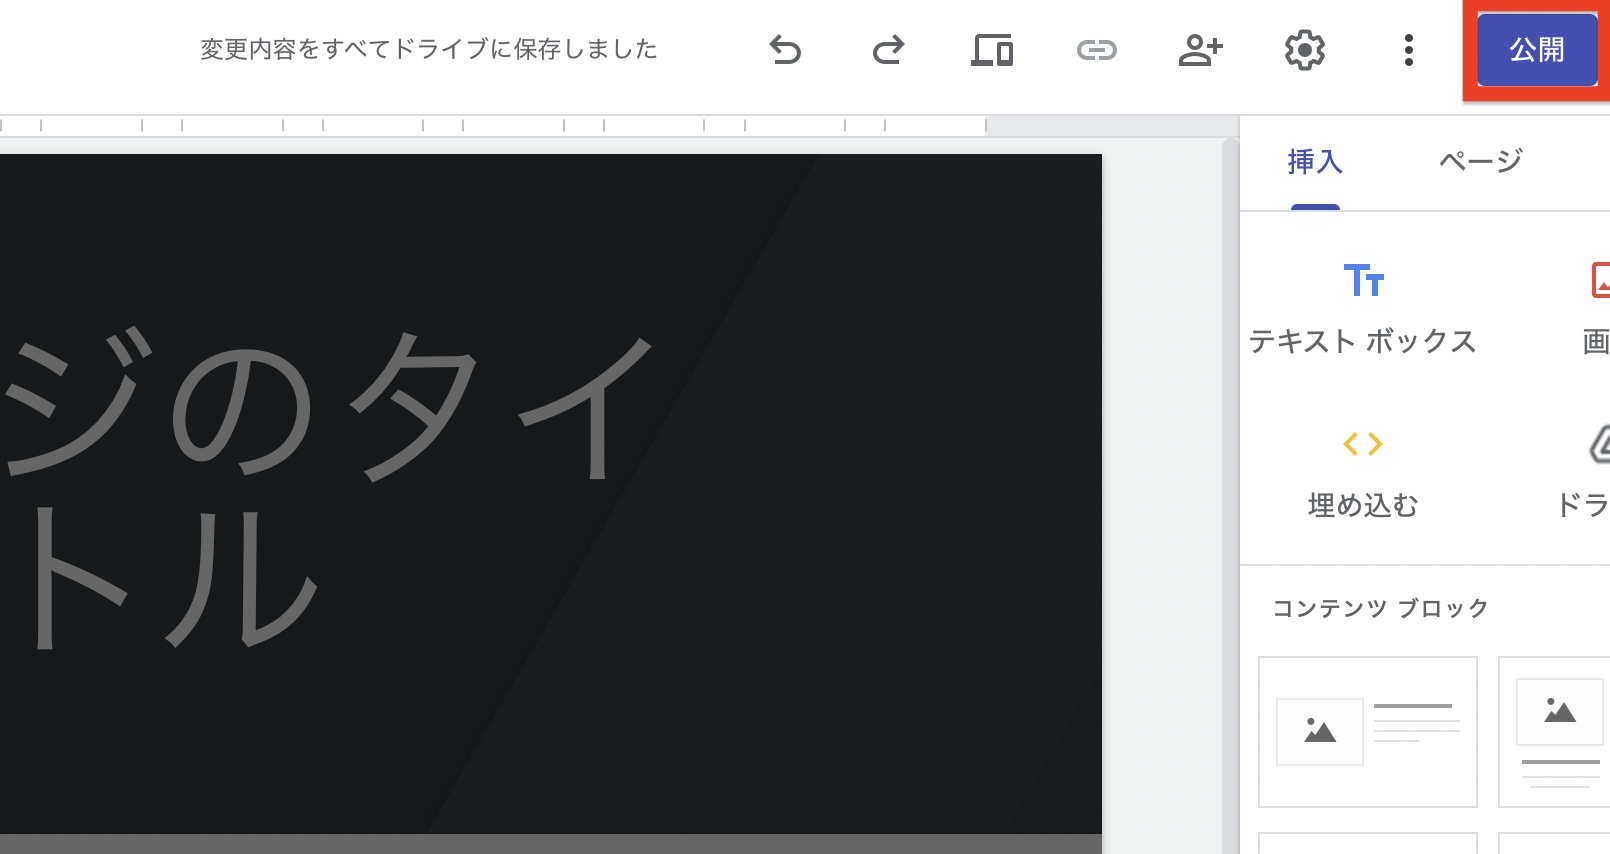 変更内容をすべてドライブに保存しました
公開
挿入 ページ
ジのタイ
トル
テキスト ボックス 画
埋め込む ドラ
コンテンツ ブロック